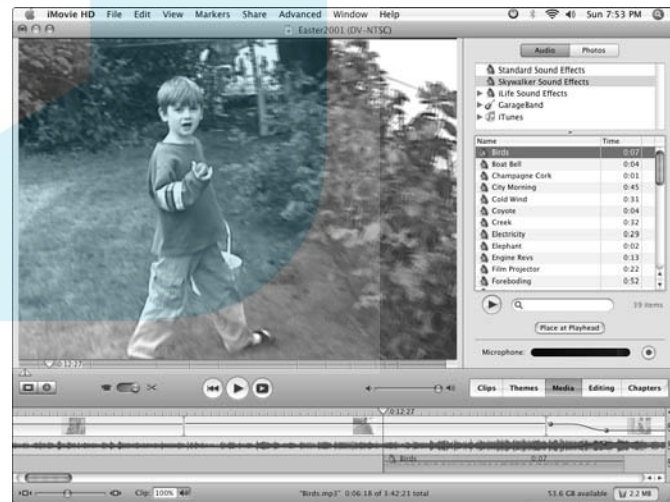 iMovie HD File Edit View Markers Share Advanced Window Help Sun 7:53 PM
Easter2001 (DV-NTSC)
Audio Photos
Standard Sound Effects
Skywalker Sound Effects
iLife Sound Effects
GarageBand
iTunes
Name Time
Birds 0:07
Boat Bell 0:04
Champagne Cork 0:01
City Morning 0:45
Cold Wind 0:31
Coyote 0:04
Creek 0:32
Electricity 0:29
Elephant 0:02
Engine Revs 0:13
Film Projector 0:22
Foreboding 0:52
39 items
Place at Playhead
0:12:27
Microphone:
Clips Themes Media Editing Chapters
0:12:27
Birds 0:07
Clip: 100% "Birds.mp3" 0:06:18 of 3:42:21 total 53.6 GB available 2.2 MB